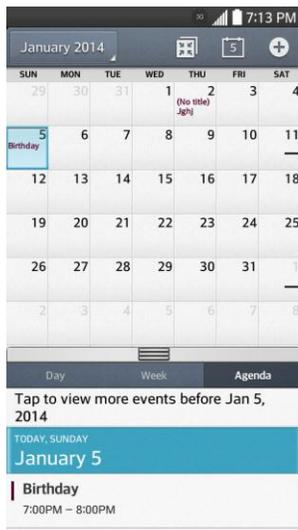 7:13 PM
January 2014 5
SUN MON TUE WED THU FRI SAT
29 30 31 1 2 3 4
(No title)
Jghj
5 6 7 8 9 10 11
Birthday
12 13 14 15 16 17 18
19 20 21 22 23 24 25
26 27 28 29 30 31 1
2 3 4 5 6 7 8
Day Week Agenda
Tap to view more events before Jan 5,
2014
TODAY, SUNDAY
January 5
Birthday
7:00PM – 8:00PM